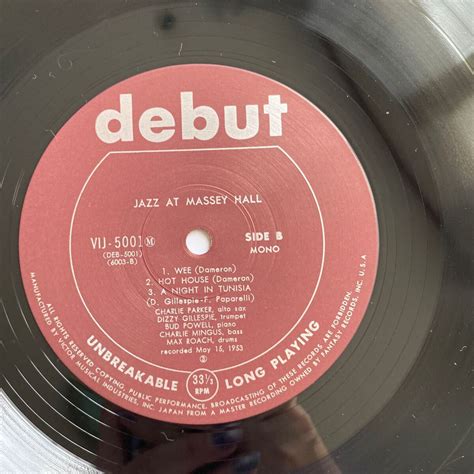 debut
JAZZ AT MASSEY HALL
VIJ-5001 M
(DEB-5001)
(6003-B)
SIDE B
MONO
1. WEE (Dameron)
2. HOT HOUSE (Dameron)
3. A NIGHT IN TUNISIA
(D. Gillespie-F. Paparelli)
CHARLIE PARKER, alto sax
DIZZY GILLESPIE, trumpet
BUD POWELL, piano
CHARLIE MINGUS, bass
MAX ROACH, drums
recorded May 15, 1953
UNBREAKABLE
33⅓
RPM
LONG PLAYING
ALL RIGHTS RESERVED. COPYING, PUBLIC PERFORMANCE, BROADCASTING OF THESE RECORDS ARE FORBIDDEN.
MANUFACTURED BY VICTOR MUSICAL INDUSTRIES, INC. JAPAN FROM A MASTER RECORDING OWNED BY FANTASY RECORDS, INC. U.S.A.